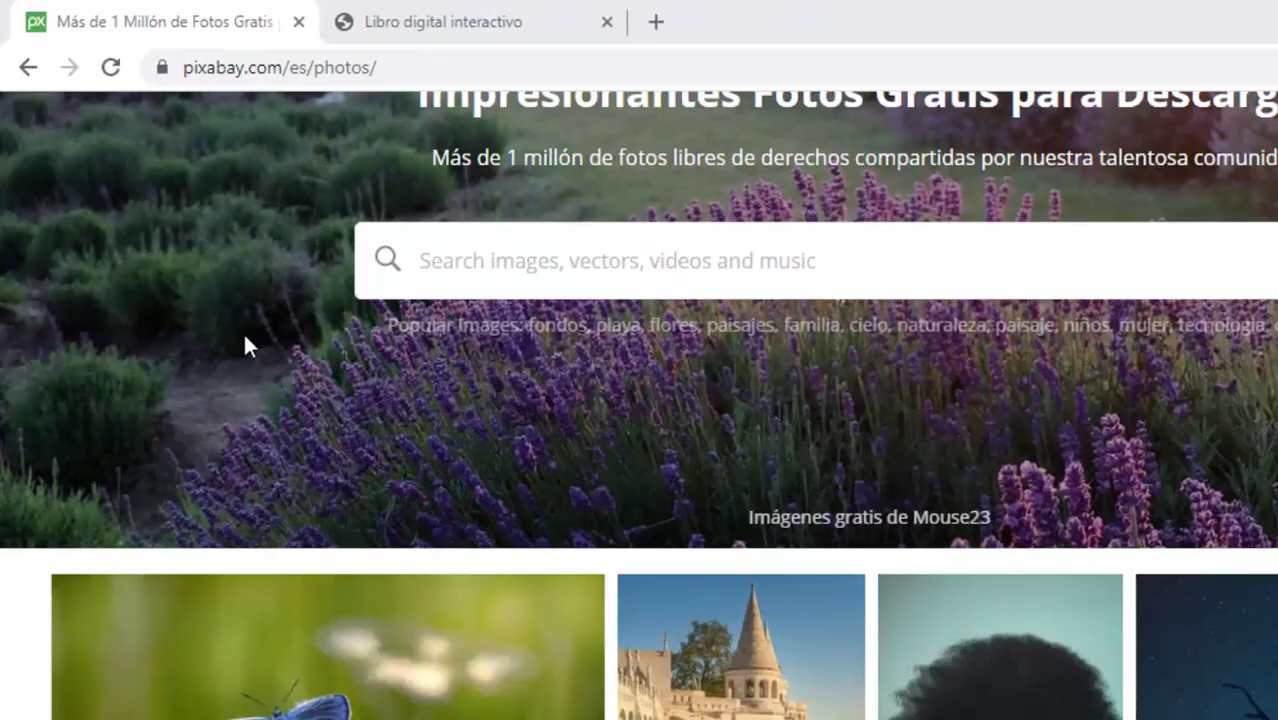 px Más de 1 Millón de Fotos Gratis
Libro digital interactivo
pixabay.com/es/photos/
Impresionantes Fotos Gratis para Descarg
Más de 1 millón de fotos libres de derechos compartidas por nuestra talentosa comunid
Search images, vectors, videos and music
Popular Images: fondos, playa, flores, paisajes, familia, cielo, naturaleza, paisaje, niños, mujer, tecnología,
Imágenes gratis de Mouse23